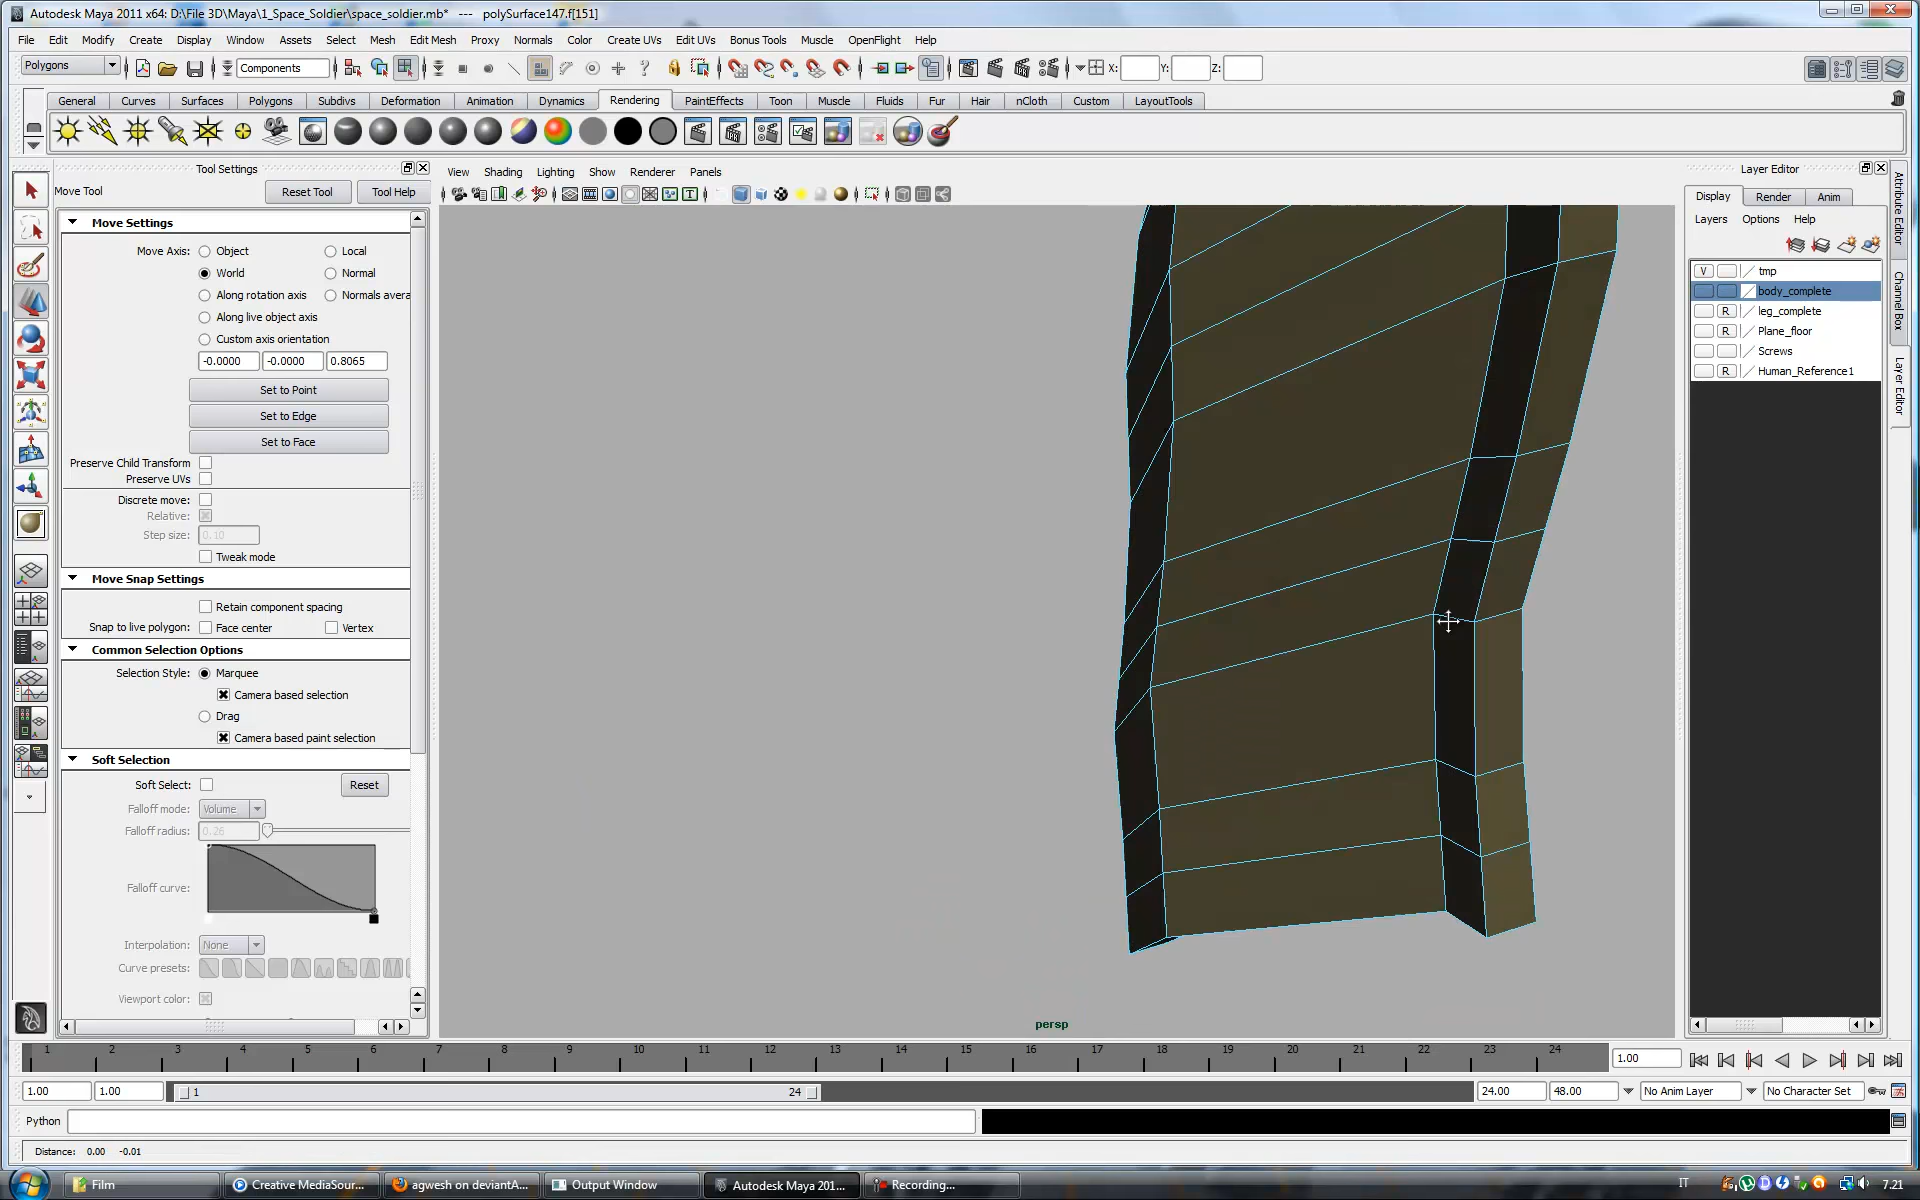 Autodesk Maya 2011 x64: D:\File 3D\Maya\1_Space_Soldier\space_soldier.mb* --- polySurface147.f[151]
File Edit Modify Create Display Window Assets Select Mesh Edit Mesh Proxy Normals Color Create UVs Edit UVs Bonus Tools Muscle OpenFlight Help
Polygons Components X: Y: Z:
General Curves Surfaces Polygons Subdivs Deformation Animation Dynamics Rendering PaintEffects Toon Muscle Fluids Fur Hair nCloth Custom LayoutTools
Tool Settings
Move Tool Reset Tool Tool Help
Move Settings
Move Axis: Object Local
World Normal
Along rotation axis Normals avera
Along live object axis
Custom axis orientation
-0.0000 -0.0000 0.8065
Set to Point
Set to Edge
Set to Face
Preserve Child Transform
Preserve UVs
Discrete move:
Relative:
Step size: 0.10
Tweak mode
Move Snap Settings
Retain component spacing
Snap to live polygon: Face center Vertex
Common Selection Options
Selection Style: Marquee
Camera based selection
Drag
Camera based paint selection
Soft Selection
Soft Select: Reset
Falloff mode: Volume
Falloff radius: 0.26
Falloff curve:
Interpolation: None
Curve presets:
Viewport color:
View Shading Lighting Show Renderer Panels
persp
Layer Editor
Display Render Anim
Layers Options Help
V tmp
body_complete
R leg_complete
R Plane_floor
Screws
R Human_Reference1
Attribute Editor
Channel Box
Layer Editor
1 2 3 4 5 6 7 8 9 10 11 12 13 14 15 16 17 18 19 20 21 22 23 24 1.00
1.00 1.00 1 24 24.00 48.00 No Anim Layer No Character Set
Python
Distance: 0.00 -0.01
Film Creative MediaSour... agwesh on deviantA... Output Window Autodesk Maya 201... Recording... IT 7.21